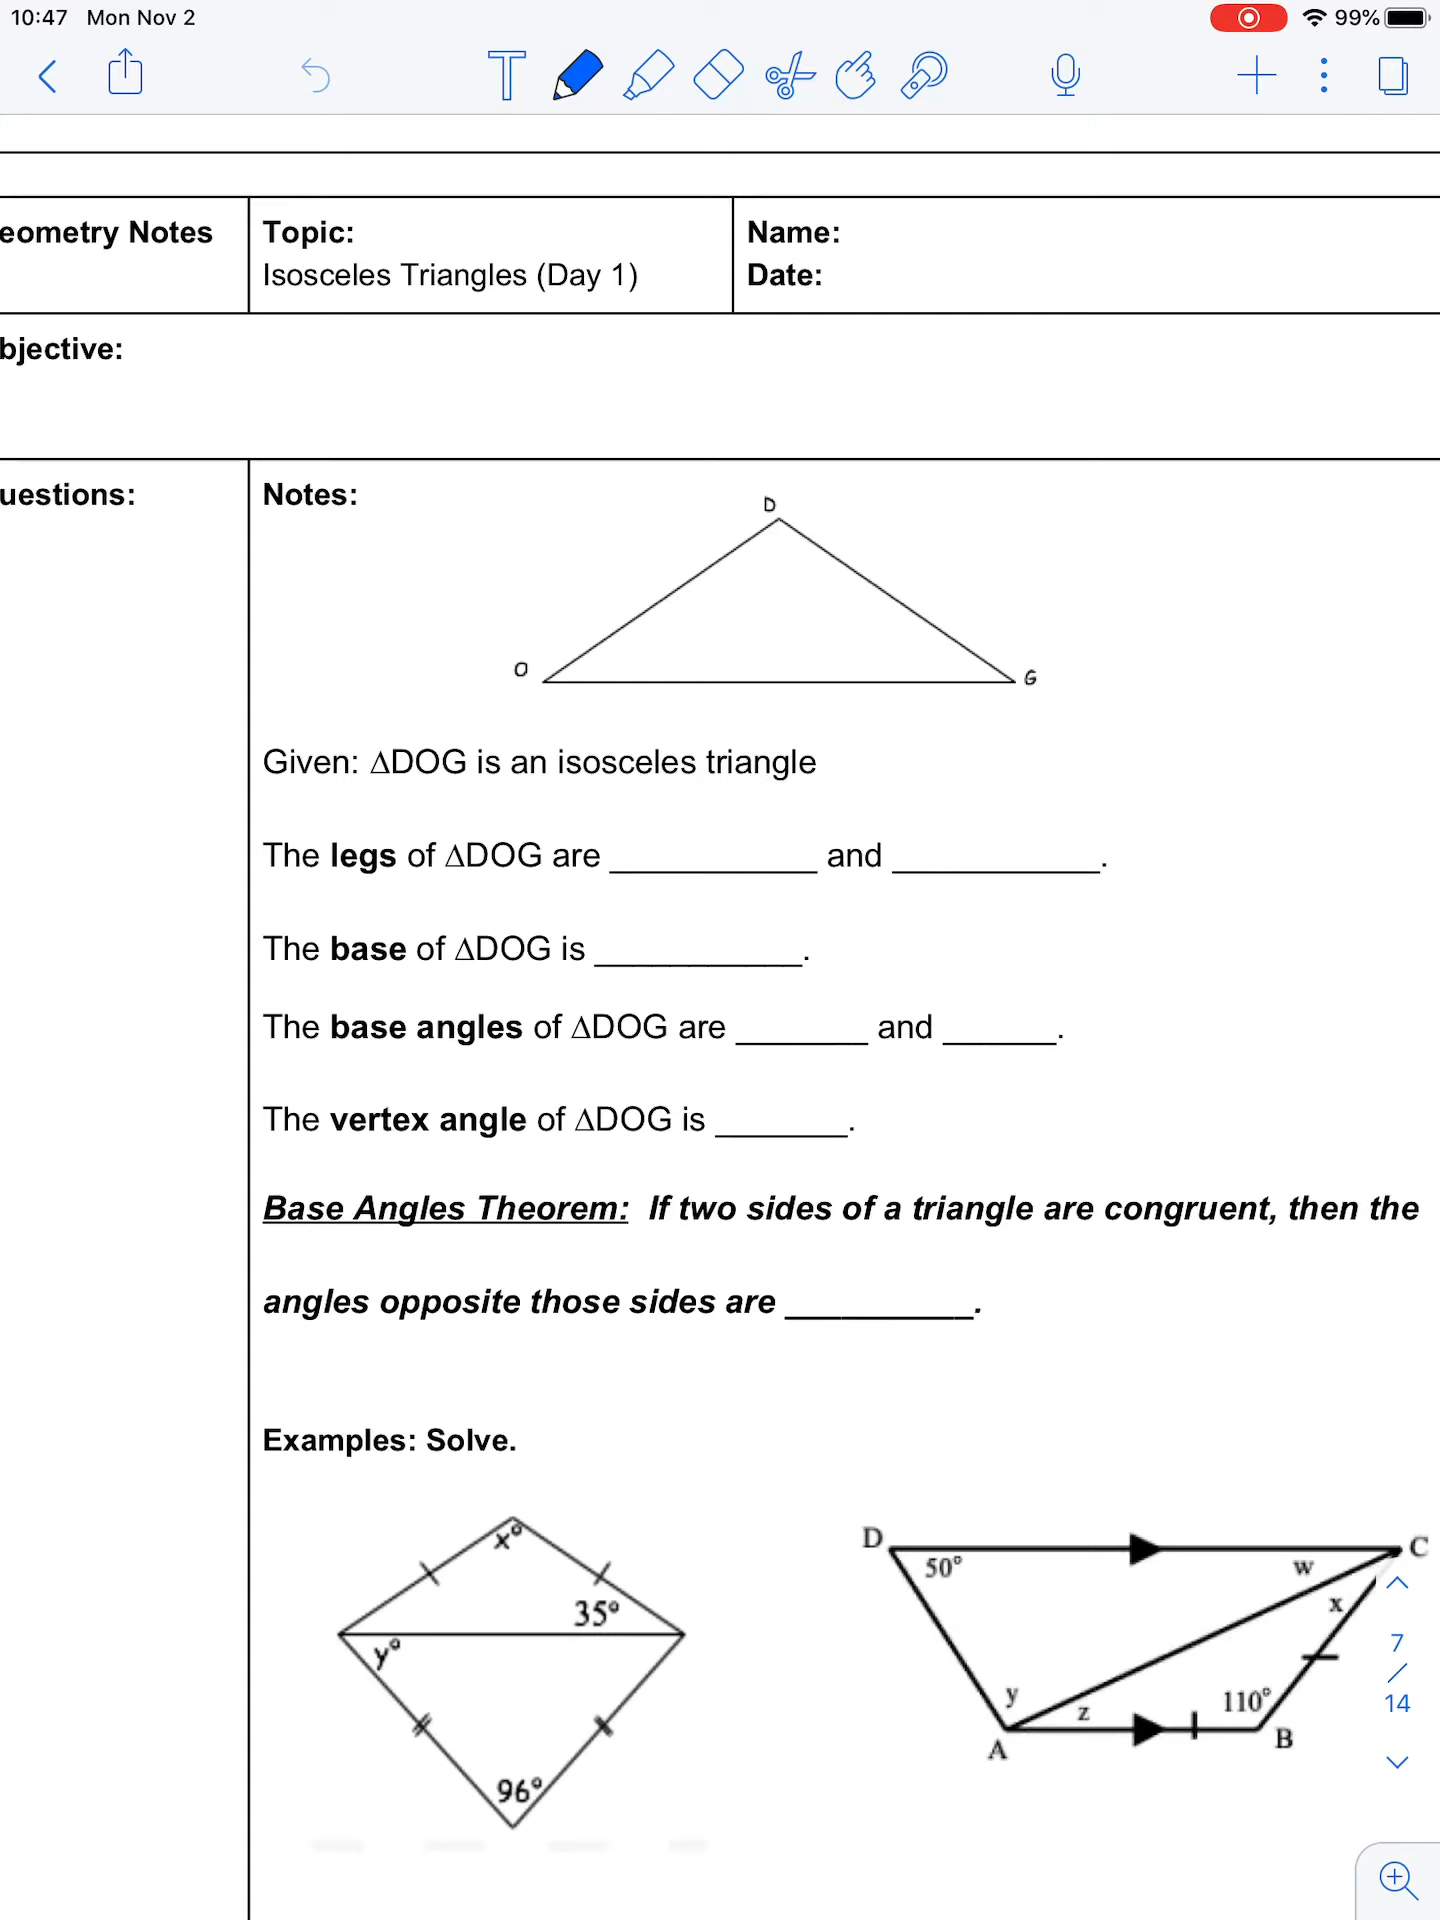 10:47 Mon Nov 2 99%
eometry Notes Topic: Name:
Isosceles Triangles (Day 1) Date:
bjective:
uestions: Notes:
D
O G
Given: ΔDOG is an isosceles triangle
The legs of ΔDOG are ___________ and ___________.
The base of ΔDOG is ___________.
The base angles of ΔDOG are _______ and ______.
The vertex angle of ΔDOG is _______.
Base Angles Theorem: If two sides of a triangle are congruent, then the
angles opposite those sides are __________.
Examples: Solve.
x°
35°
y°
96°
D C
50° w
x
y 110°
z
A B
7
/
14